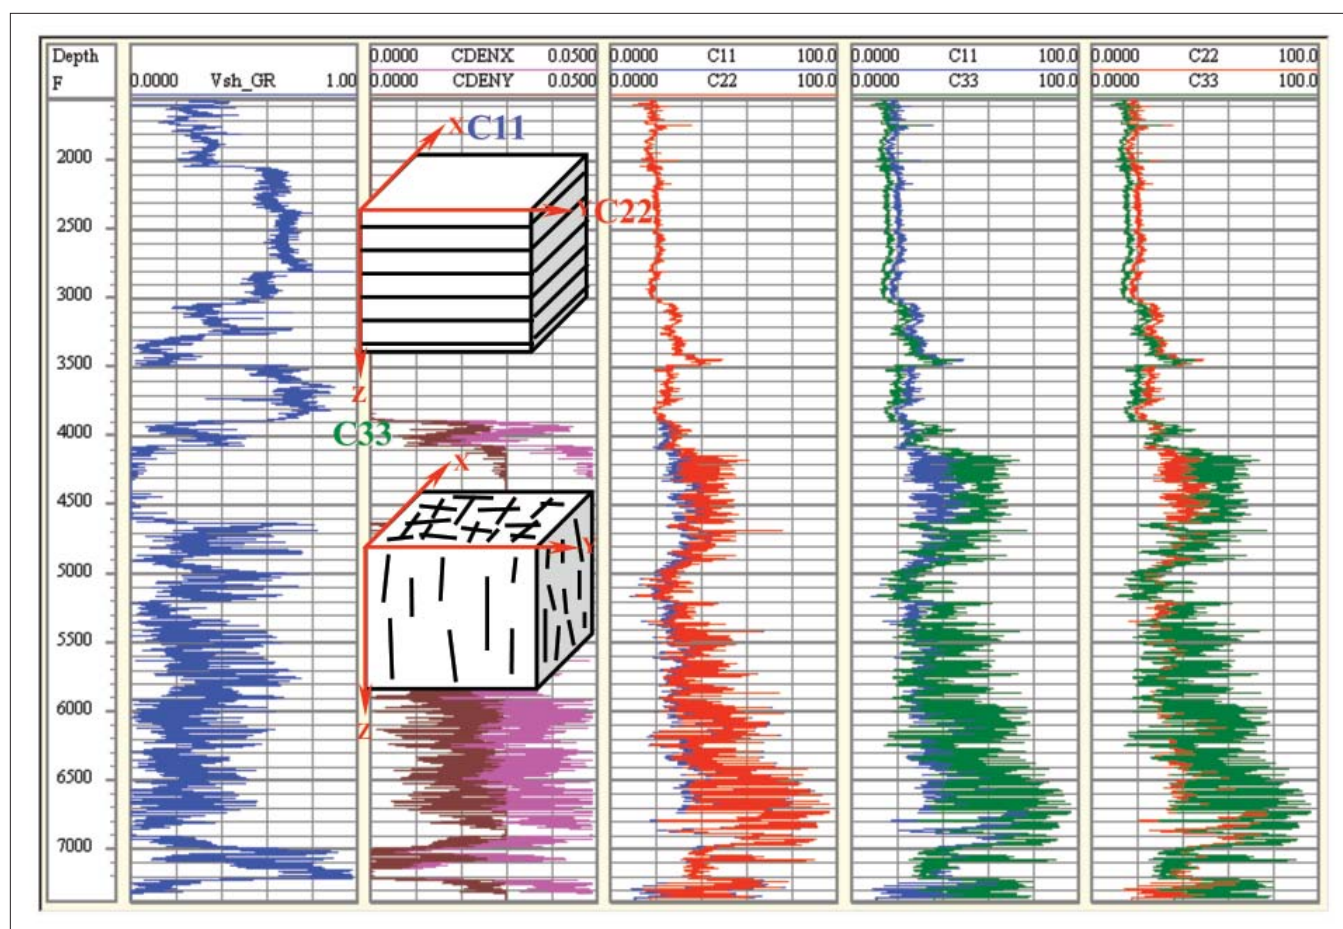 Depth
F
0.0000 Vsh_GR 1.00
0.0000 CDENX 0.0500
0.0000 CDENY 0.0500
0.0000 C11 100.0
0.0000 C22 100.0
0.0000 C11 100.0
0.0000 C33 100.0
0.0000 C22 100.0
0.0000 C33 100.0
X C11
2000
Y C22
2500
3000
3500
Z
C33
4000
X
4500
Y
5000
5500
6000
Z
6500
7000